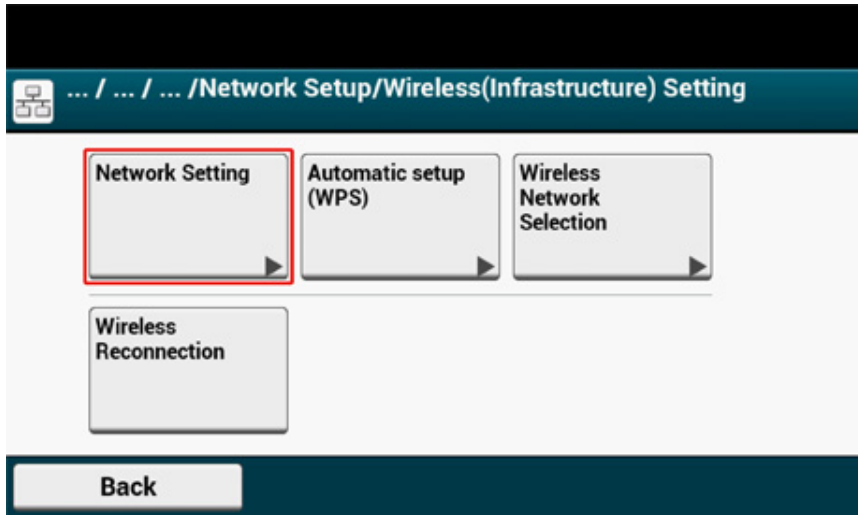 ... / ... / ... /Network Setup/Wireless(Infrastructure) Setting
Network Setting
Automatic setup
(WPS)
Wireless
Network
Selection
Wireless
Reconnection
Back